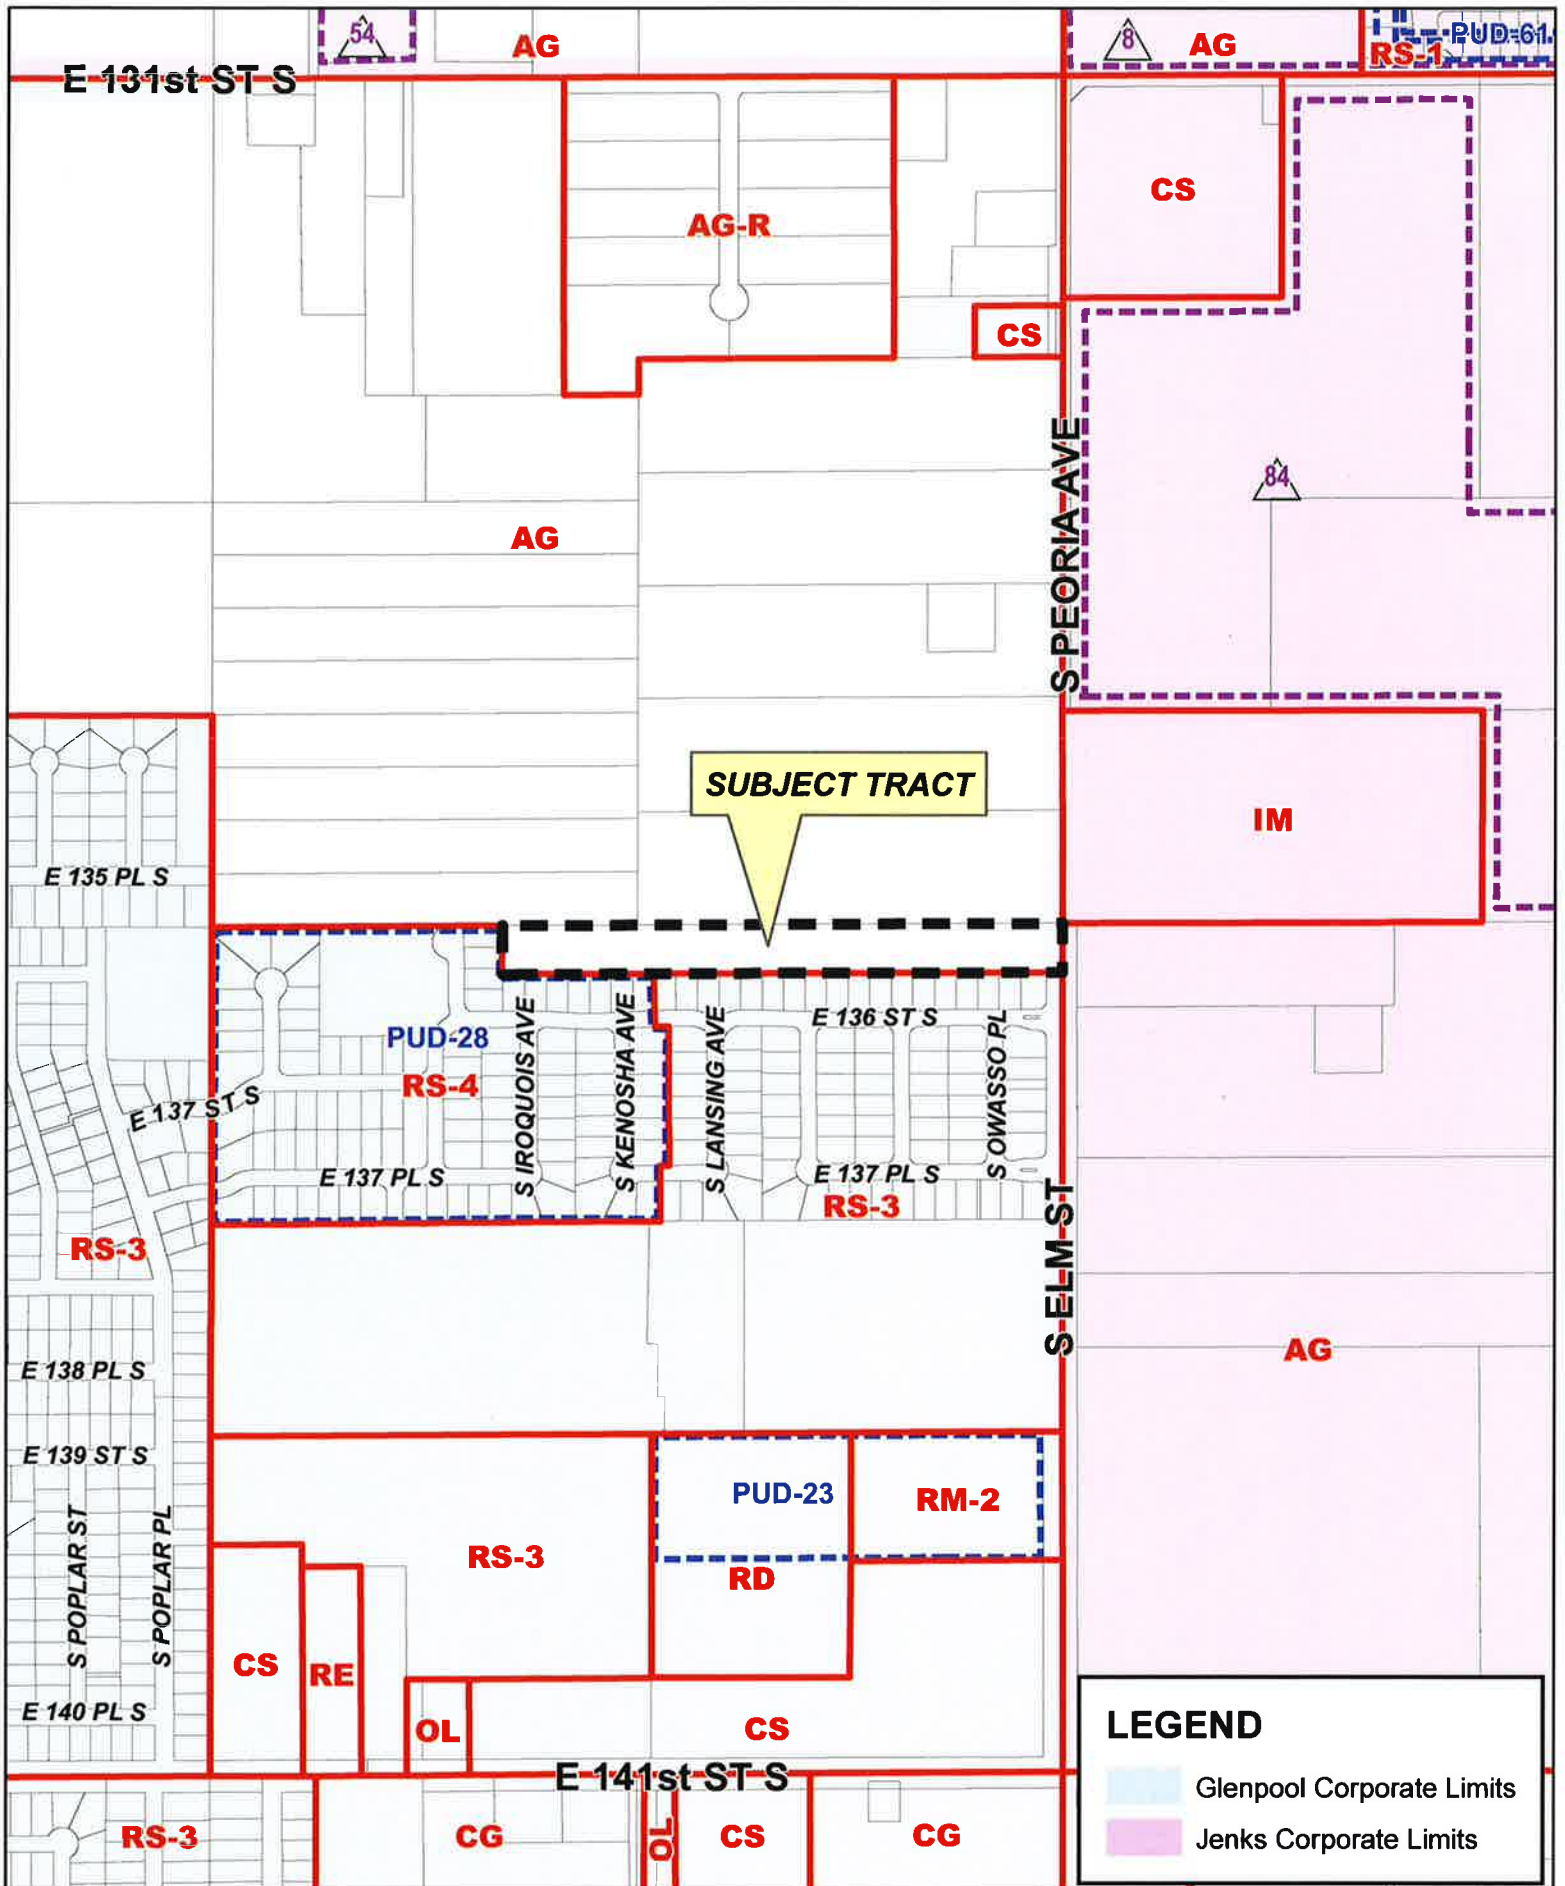 54
AG
8
AG
RS-1
PUD-61
E 131st ST S
CS
AG-R
CS
S PEORIA AVE
84
AG
SUBJECT TRACT
IM
E 135 PL S
PUD-28
RS-4
E 136 ST S
S IROQUOIS AVE
S KENOSHA AVE
S LANSING AVE
S OWASSO PL
E 137 ST S
E 137 PL S
E 137 PL S
RS-3
RS-3
S ELM ST
AG
E 138 PL S
E 139 ST S
PUD-23
RM-2
RS-3
RD
S POPLAR ST
S POPLAR PL
CS
RE
OL
CS
E 140 PL S
E 141st ST S
RS-3
CG
OL
CS
CG
LEGEND
Glenpool Corporate Limits
Jenks Corporate Limits